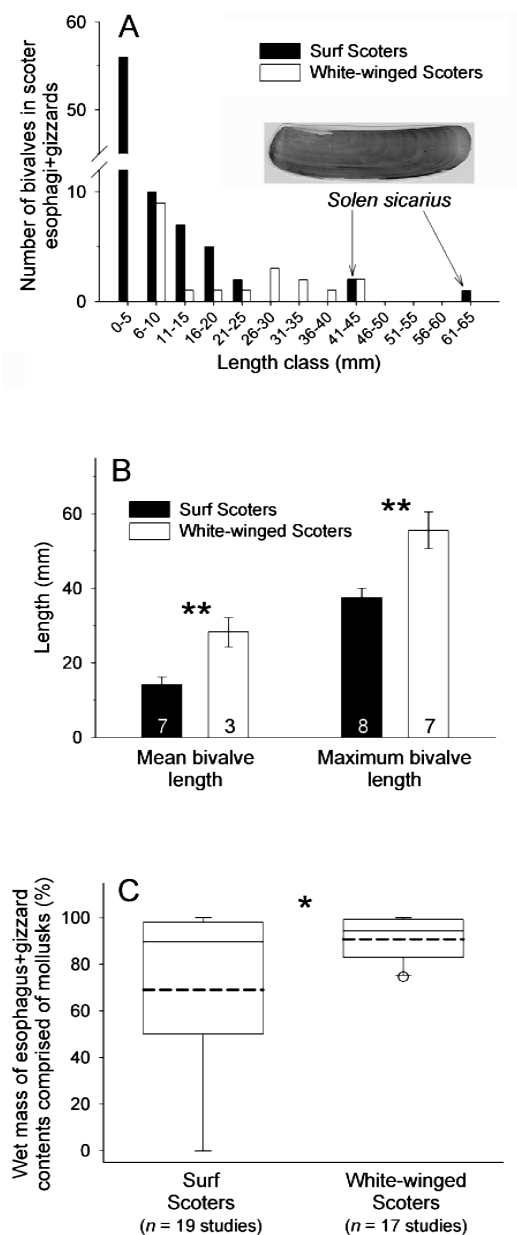 A
60
50
10
0
Number of bivalves in scoter
esophagi+gizzards
Surf Scoters
White-winged Scoters
Solen sicarius
0-5
6-10
11-15
16-20
21-25
26-30
31-35
36-40
41-45
46-50
51-55
56-60
61-65
Length class (mm)
B
60
40
20
0
Length (mm)
Surf Scoters
White-winged Scoters
**
**
7
3
8
7
Mean bivalve
length
Maximum bivalve
length
C
*
100
80
60
40
20
0
Wet mass of esophagus+gizzard
contents comprised of mollusks (%)
Surf
Scoters
(n = 19 studies)
White-winged
Scoters
(n = 17 studies)